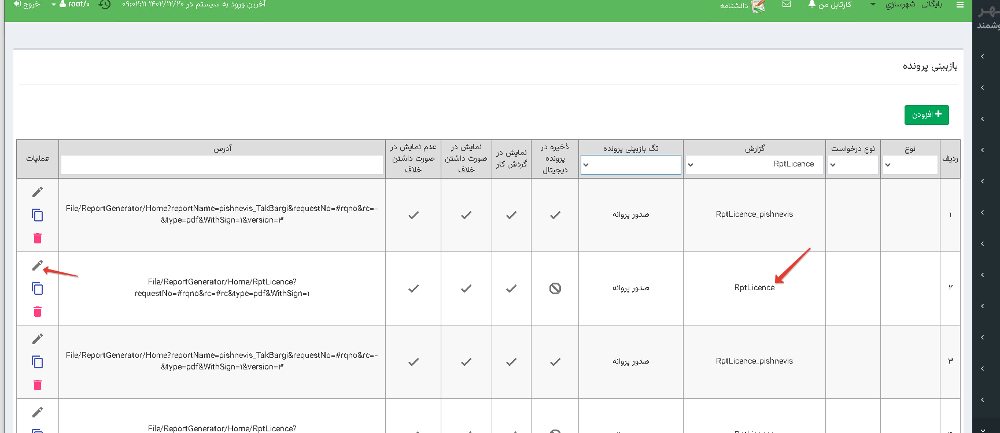 بایگانی شهرسازي
کارتابل من
دانشنامه
آخرین ورود به سیستم در ۱۴۰۲/۱۲/۲۰ ۰۹:۰۲:۱۱
root/۰
خروج
هر
وشمند
بازبینی پرونده
+ افزودن
ردیف
نوع
نوع درخواست
گزارش
RptLicence
تگ بازبینی پرونده
ذخیره در
پرونده
دیجیتال
نمایش در
گردش کار
نمایش در
صورت داشتن
خلاف
عدم نمایش در
صورت داشتن
خلاف
آدرس
عملیات
۱
RptLicence_pishnevis
صدور پروانه
File/ReportGenerator/Home?reportName=pishnevis_TakBargi&requestNo=#rqno&rc=-
&type=pdf&WithSign=۱&version=۳
۲
RptLicence
صدور پروانه
File/ReportGenerator/Home/RptLicence?
requestNo=#rqno&rc=#rc&type=pdf&WithSign=۱
۳
RptLicence_pishnevis
صدور پروانه
File/ReportGenerator/Home?reportName=pishnevis_TakBargi&requestNo=#rqno&rc=-
&type=pdf&WithSign=۱&version=۳
File/ReportGenerator/Home/RptLicence?